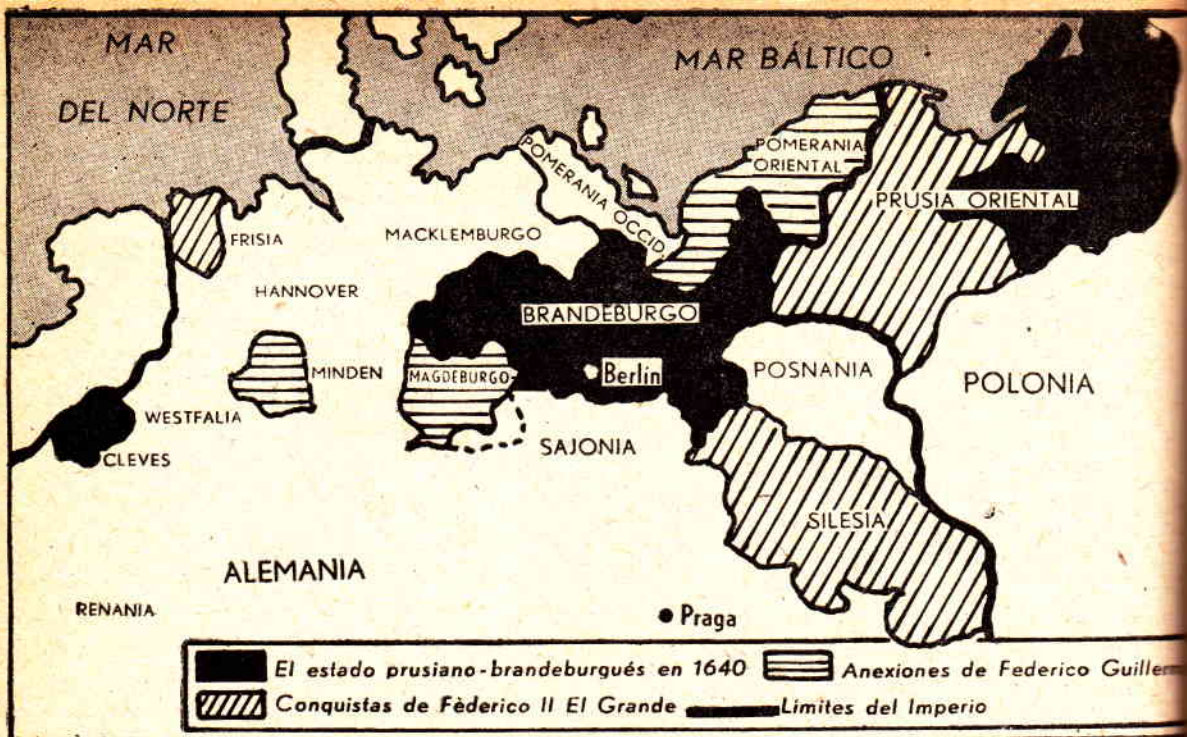 MAR
DEL NORTE
MAR BÁLTICO
POMERANIA
ORIENTAL
POMERANIA OCCID.
PRUSIA ORIENTAL
FRISIA
MACKLEMBURGO
HANNOVER
BRANDEBURGO
MINDEN
MAGDEBURGO
Berlín
POSNANIA
POLONIA
WESTFALIA
CLEVES
SAJONIA
SILESIA
ALEMANIA
RENANIA
Praga
El estado prusiano-brandeburgués en 1640
Anexiones de Federico Guiller
Conquistas de Féderico II El Grande
Límites del Imperio